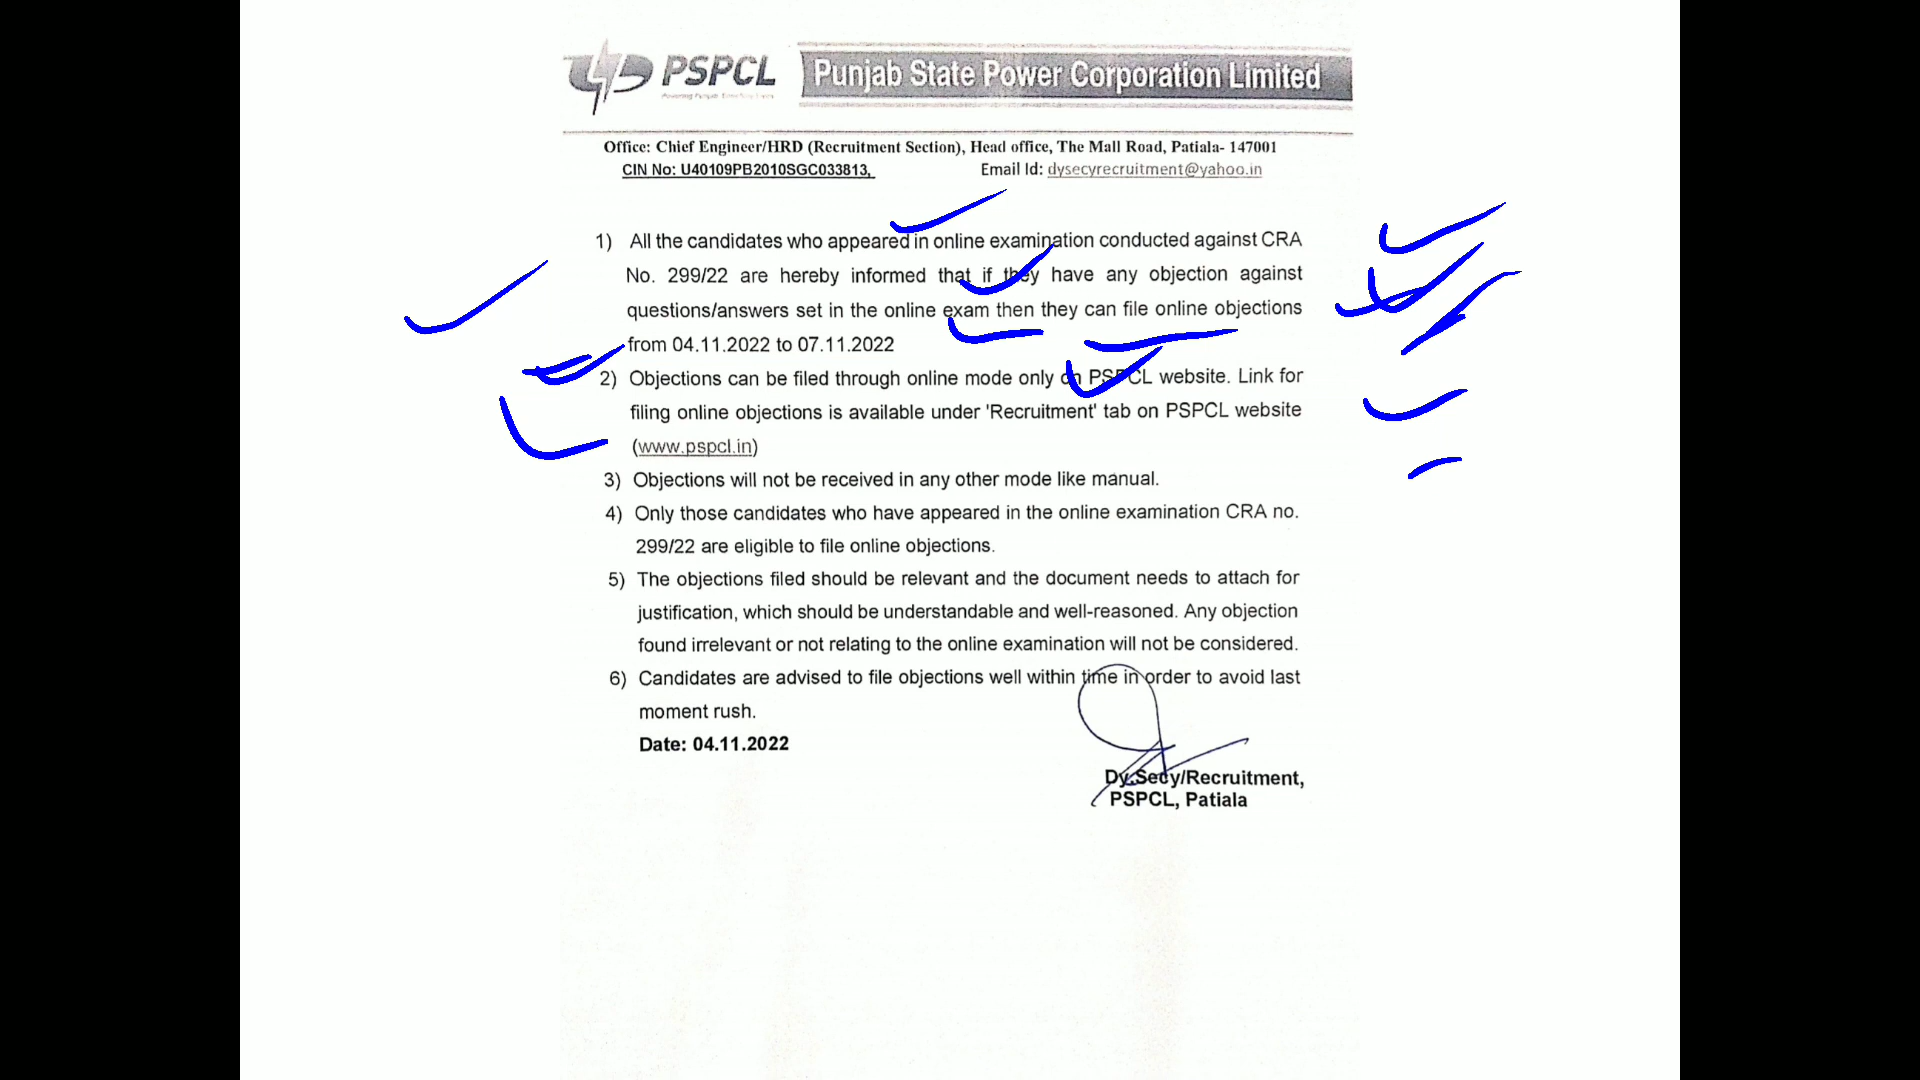 PSPCL
Punjab State Power Corporation Limited
Office: Chief Engineer/HRD (Recruitment Section), Head office, The Mall Road, Patiala- 147001
CIN No: U40109PB2010SGC033813, Email Id: dysecyrecruitment@yahoo.in
1) All the candidates who appeared in online examination conducted against CRA
No. 299/22 are hereby informed that if they have any objection against
questions/answers set in the online exam then they can file online objections
from 04.11.2022 to 07.11.2022
2) Objections can be filed through online mode only on PSPCL website. Link for
filing online objections is available under 'Recruitment' tab on PSPCL website
(www.pspcl.in)
3) Objections will not be received in any other mode like manual.
4) Only those candidates who have appeared in the online examination CRA no.
299/22 are eligible to file online objections.
5) The objections filed should be relevant and the document needs to attach for
justification, which should be understandable and well-reasoned. Any objection
found irrelevant or not relating to the online examination will not be considered.
6) Candidates are advised to file objections well within time in order to avoid last
moment rush.
Date: 04.11.2022
Dy.Secy/Recruitment,
PSPCL, Patiala